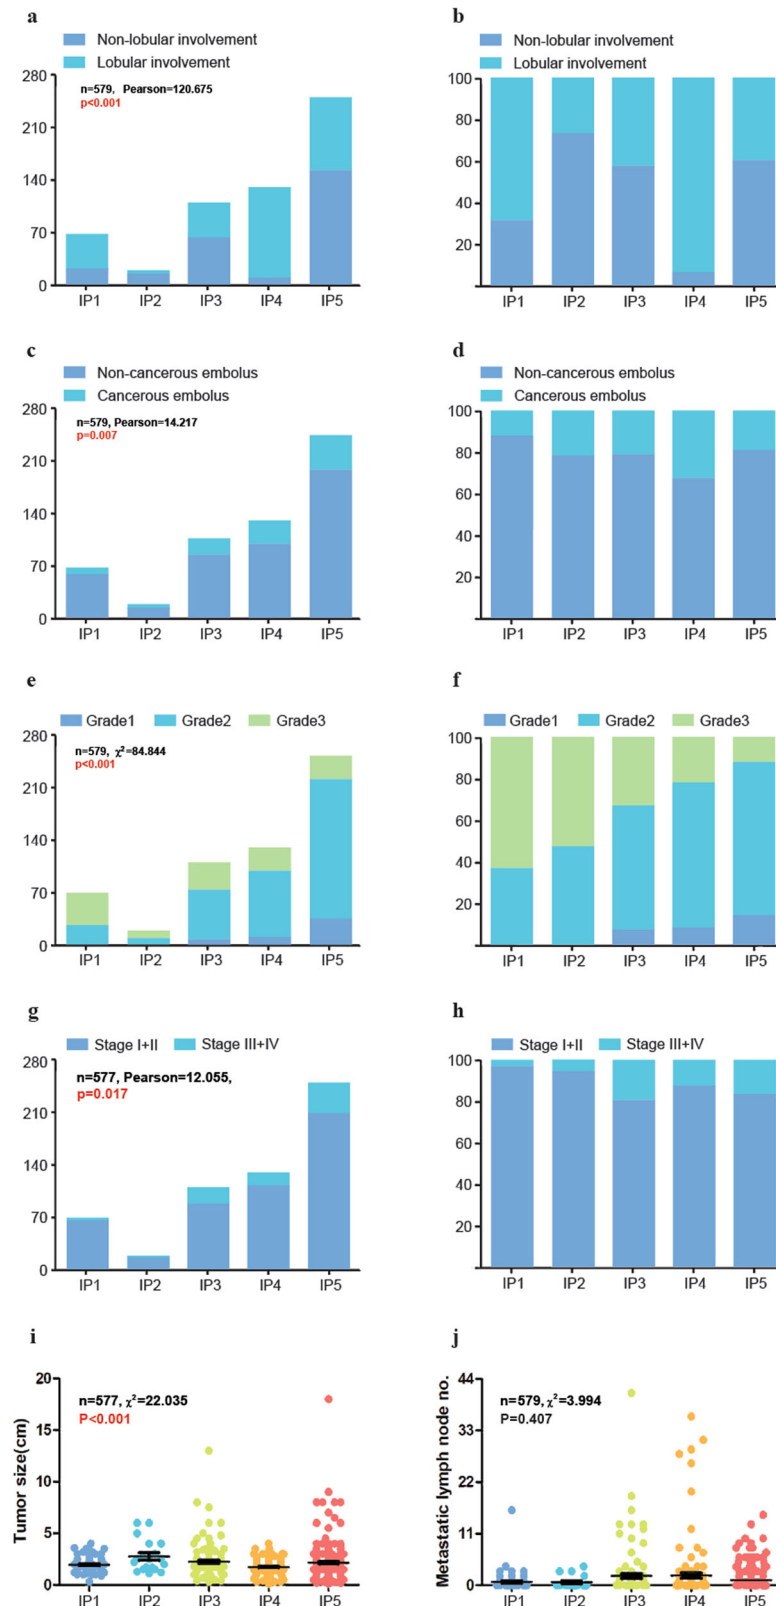 a
Non-lobular involvement
Lobular involvement
280
n=579, Pearson=120.675
p<0.001
210
140
70
0
IP1 IP2 IP3 IP4 IP5
b
Non-lobular involvement
Lobular involvement
100
80
60
40
20
IP1 IP2 IP3 IP4 IP5
c
Non-cancerous embolus
Cancerous embolus
280
n=579, Pearson=14.217
p=0.007
210
140
70
0
IP1 IP2 IP3 IP4 IP5
d
Non-cancerous embolus
Cancerous embolus
100
80
60
40
20
IP1 IP2 IP3 IP4 IP5
e
Grade1 Grade2 Grade3
280
n=579, χ²=84.844
p<0.001
210
140
70
0
IP1 IP2 IP3 IP4 IP5
f
Grade1 Grade2 Grade3
100
80
60
40
20
IP1 IP2 IP3 IP4 IP5
g
Stage I+II Stage III+IV
280
n=577, Pearson=12.055,
p=0.017
210
140
70
0
IP1 IP2 IP3 IP4 IP5
h
Stage I+II Stage III+IV
100
80
60
40
20
IP1 IP2 IP3 IP4 IP5
i
Tumor size(cm)
20
n=577, χ²=22.035
P<0.001
15
10
5
0
IP1 IP2 IP3 IP4 IP5
j
Metastatic lymph node no.
44
n=579, χ²=3.994
P=0.407
33
22
11
0
IP1 IP2 IP3 IP4 IP5